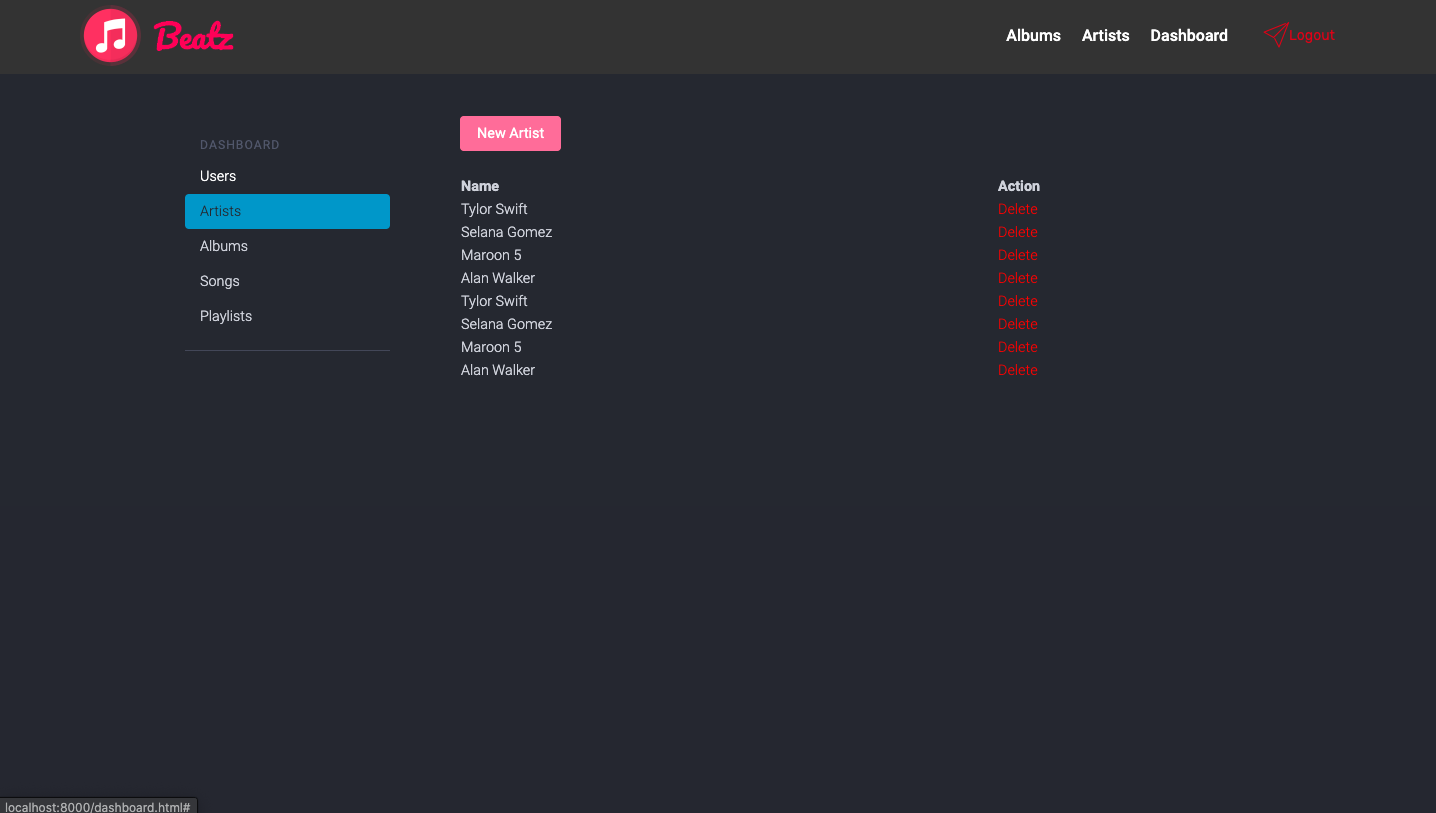 Beatz
Albums Artists Dashboard Logout
New Artist
DASHBOARD
Users
Artists
Albums
Songs
Playlists
Name Action
Tylor Swift Delete
Selana Gomez Delete
Maroon 5 Delete
Alan Walker Delete
Tylor Swift Delete
Selana Gomez Delete
Maroon 5 Delete
Alan Walker Delete
localhost:8000/dashboard.html#